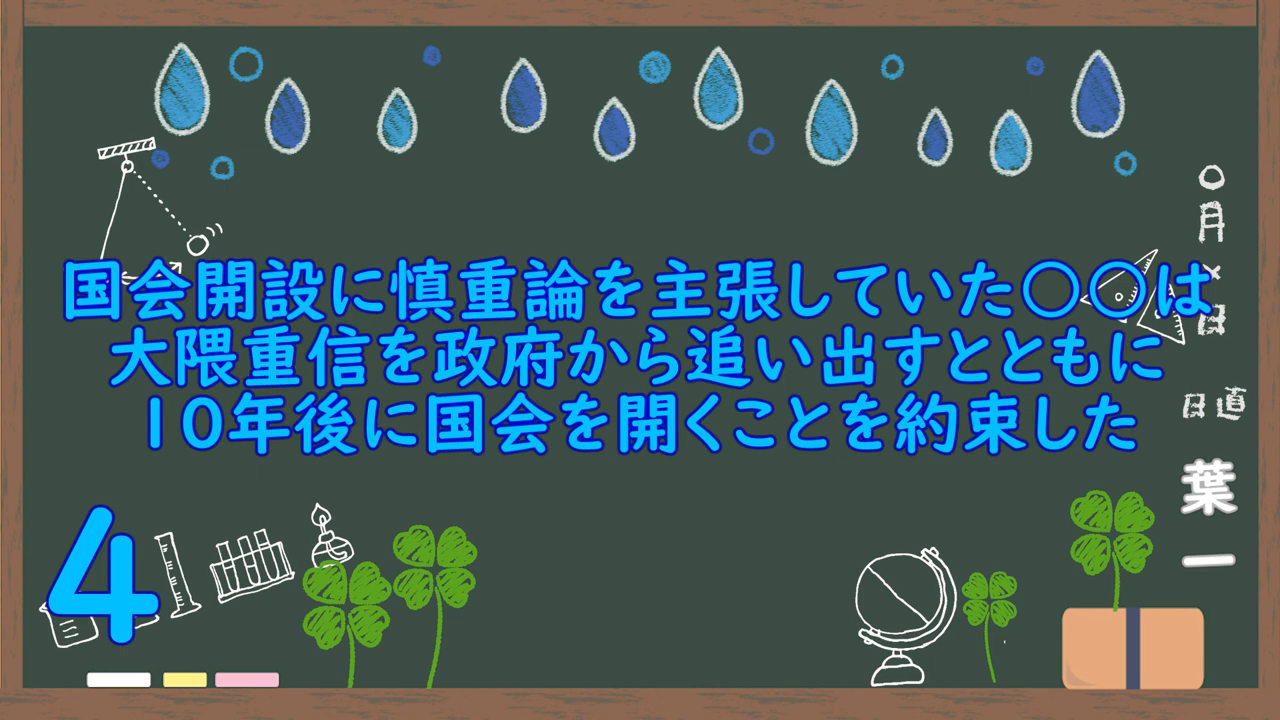 国会開設に慎重論を主張していた〇〇は
大隈重信を政府から追い出すとともに
10年後に国会を開くことを約束した
4
〇月×日
日直
葉一